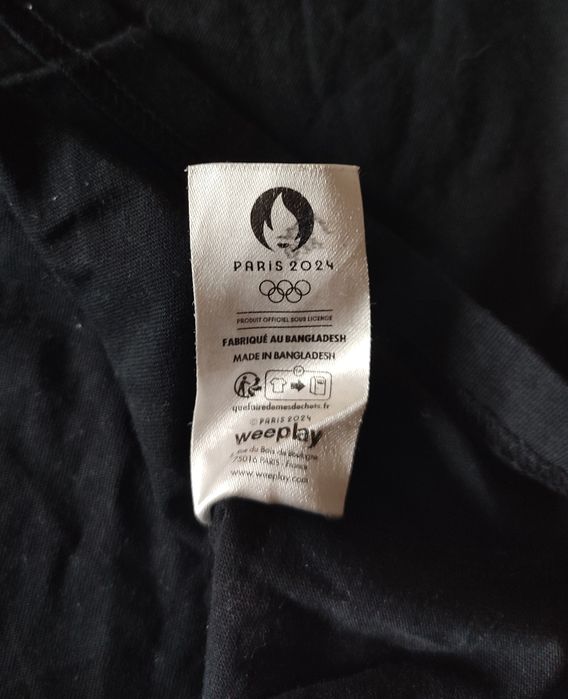 PARIS 2024
PRODUIT OFFICIEL SOUS LICENCE
FABRIQUÉ AU BANGLADESH
MADE IN BANGLADESH
quefairedemesdechets.fr
© PARIS 2024
weeplay
rue du Bois de Boulogne
75016 PARIS - France
www.weeplay.com